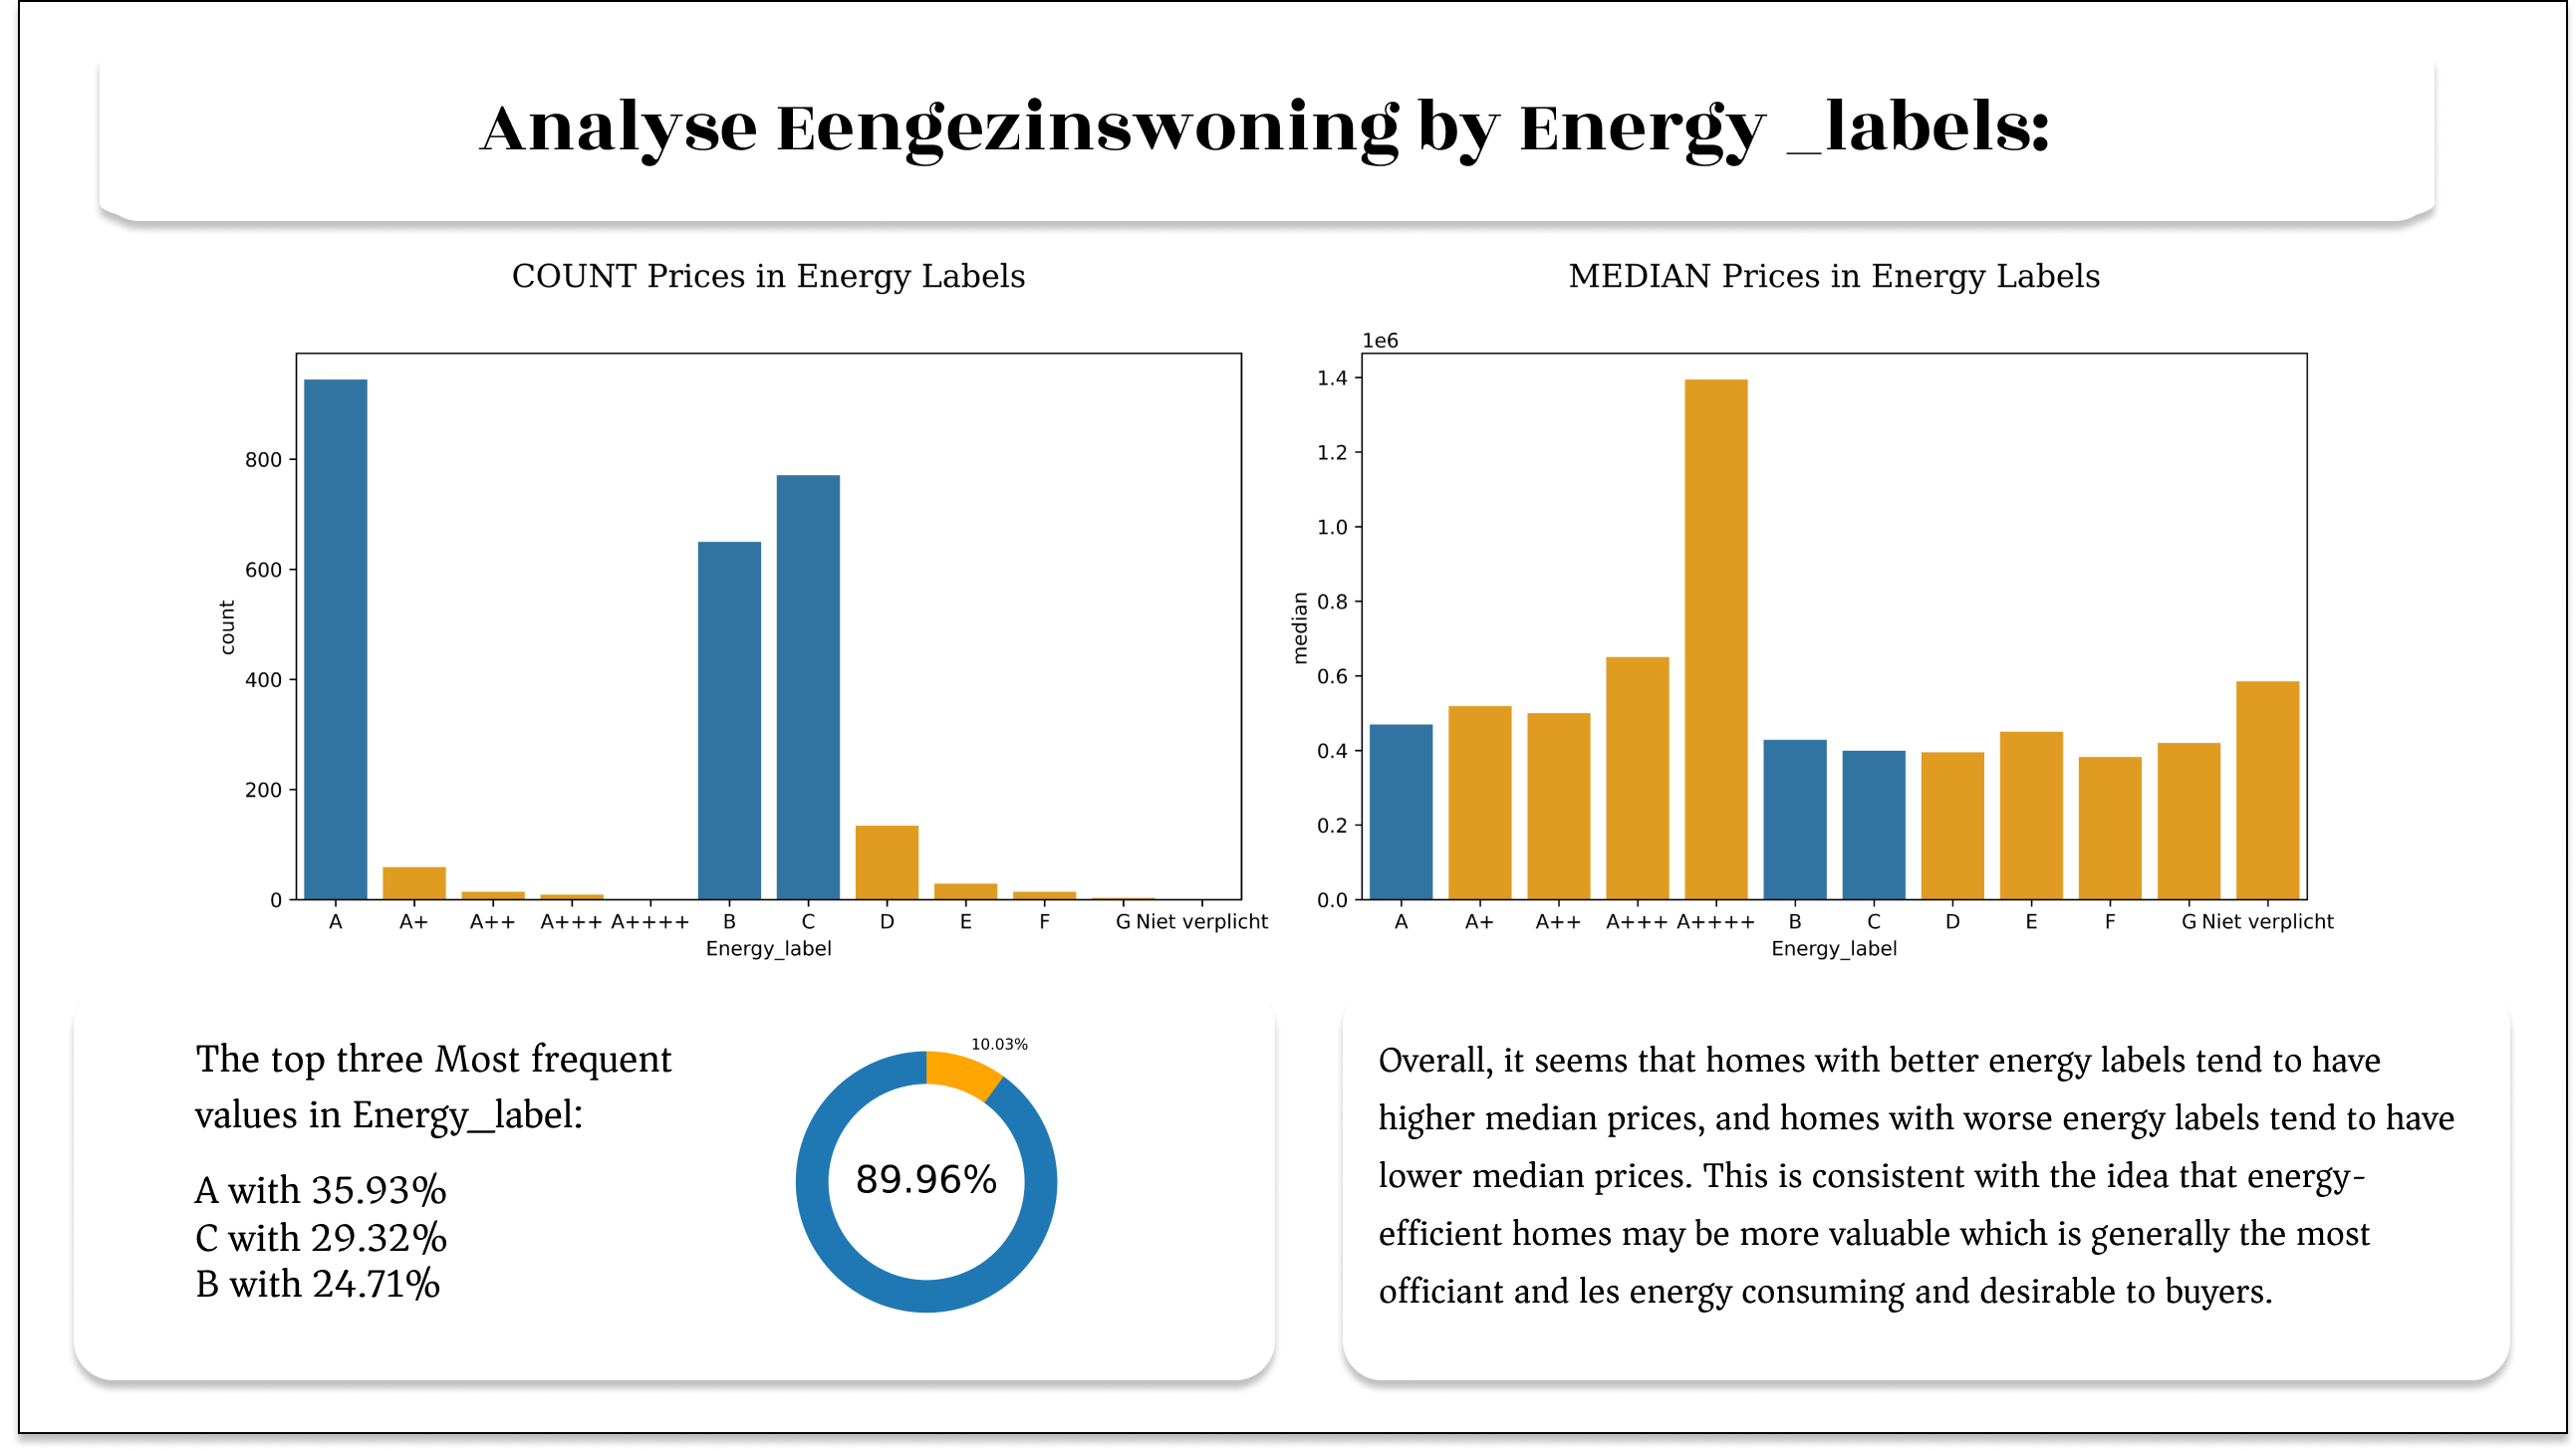 Analyse Eengezinswoning by Energy _labels:
COUNT Prices in Energy Labels
800
600
400
200
0
count
A A+ A++ A+++ A++++ B C D E F G Niet verplicht
Energy_label
MEDIAN Prices in Energy Labels
1e6
1.4
1.2
1.0
0.8
0.6
0.4
0.2
0.0
median
A A+ A++ A+++ A++++ B C D E F G Niet verplicht
Energy_label
The top three Most frequent
values in Energy_label:
A with 35.93%
C with 29.32%
B with 24.71%
10.03%
89.96%
Overall, it seems that homes with better energy labels tend to have
higher median prices, and homes with worse energy labels tend to have
lower median prices. This is consistent with the idea that energy-
efficient homes may be more valuable which is generally the most
officiant and les energy consuming and desirable to buyers.